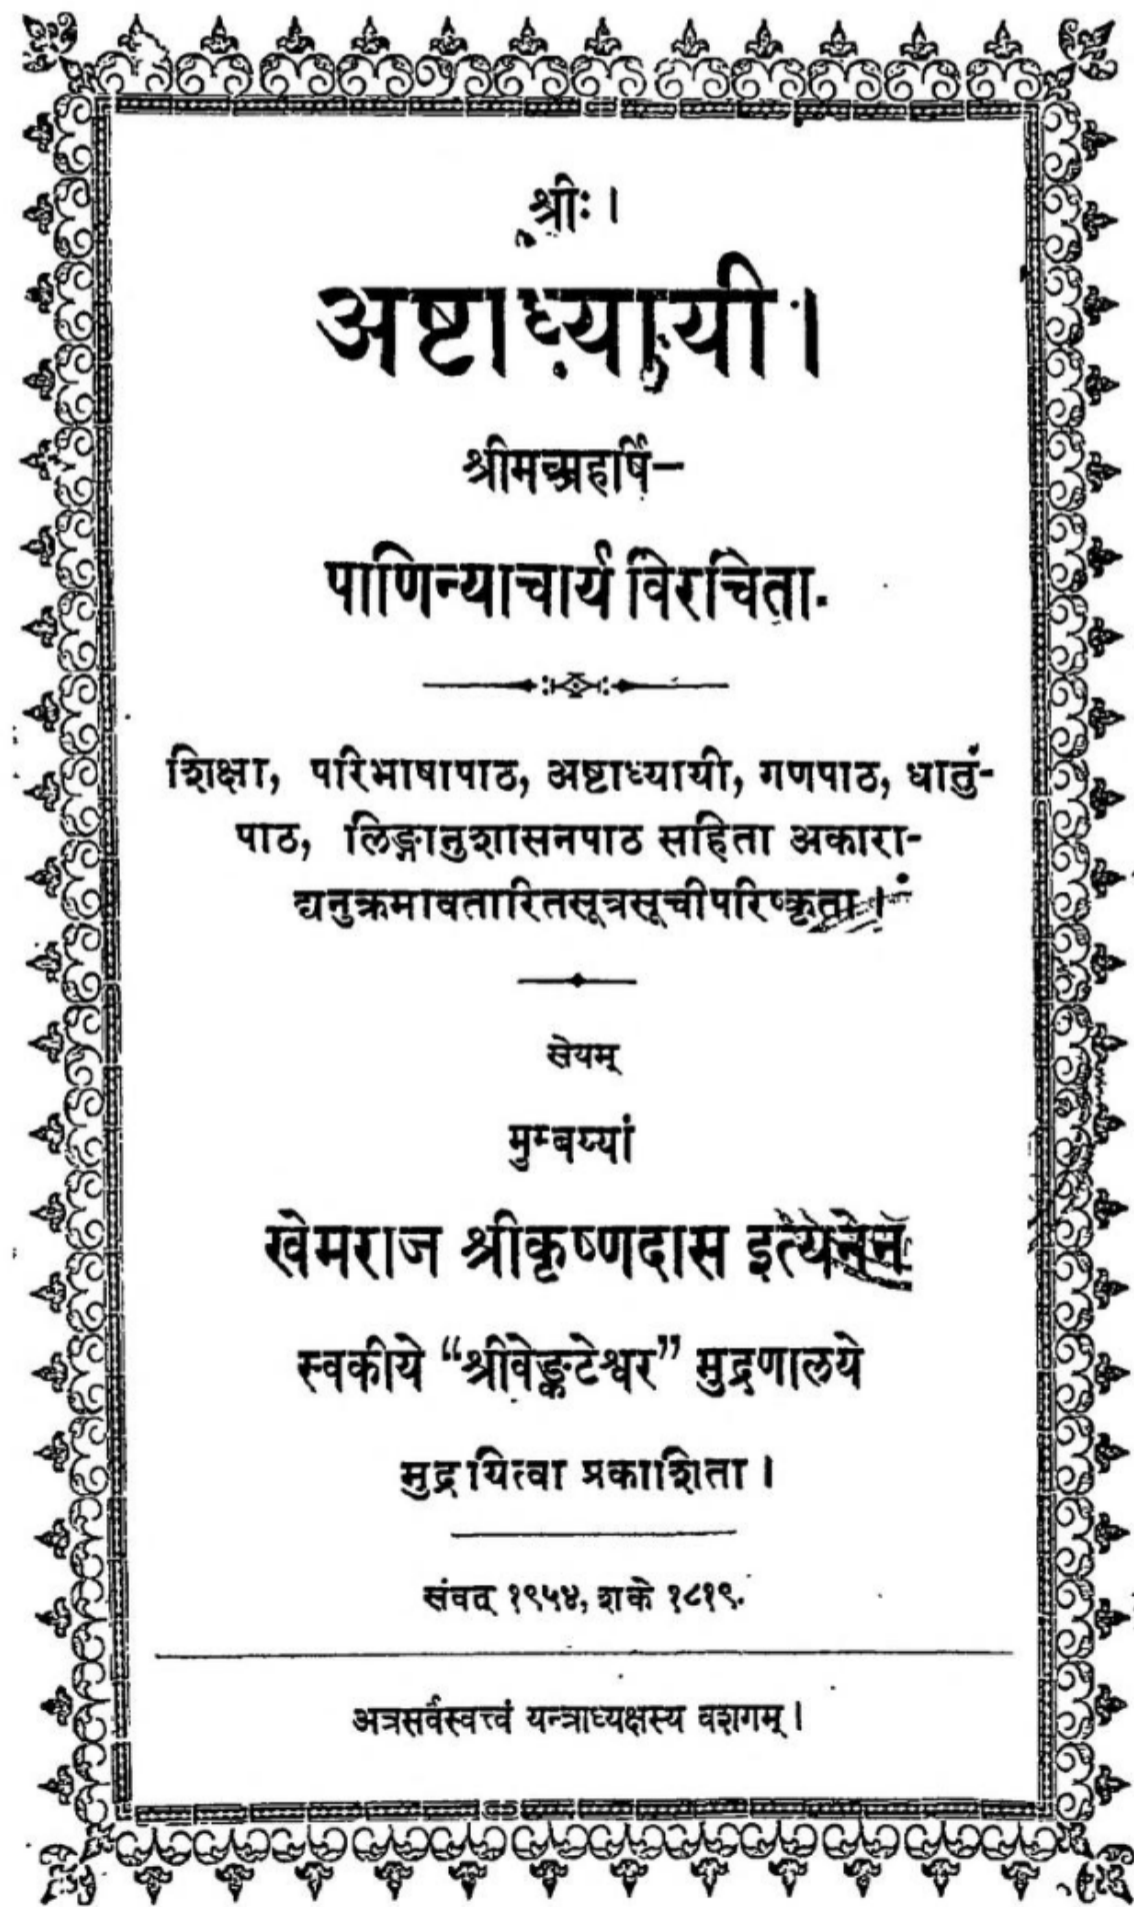 श्रीः ।
अष्टाध्यायी ।
श्रीमन्महर्षि–
पाणिन्याचार्य विरचिता.
शिक्षा, परिभाषापाठ, अष्टाध्यायी, गणपाठ, धातु-
पाठ, लिङ्गानुशासनपाठ सहिता अकारा-
द्यनुक्रमावतारितसूत्रसूचीपरिष्कृता ।
सेयम्
मुम्बय्यां
खेमराज श्रीकृष्णदास इत्यनेन
स्वकीये “श्रीवेङ्कटेश्वर” मुद्रणालये
मुद्रयित्वा प्रकाशिता ।
संवत् १९५४, शके १८१९.
अत्रसर्वस्वत्त्वं यन्त्राध्यक्षस्य वशगम् ।